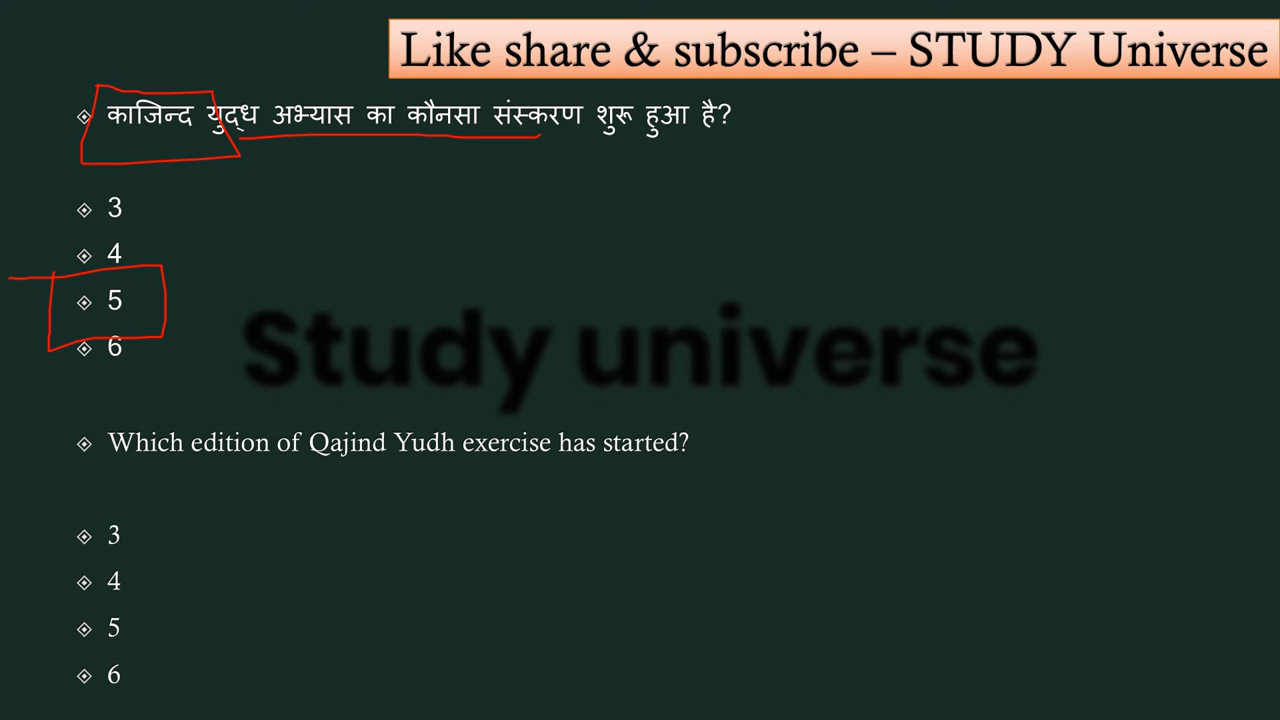 Like share & subscribe – STUDY Universe
काजिन्द युद्ध अभ्यास का कौनसा संस्करण शुरू हुआ है?
3
4
5
6
Study universe
Which edition of Qajind Yudh exercise has started?
3
4
5
6